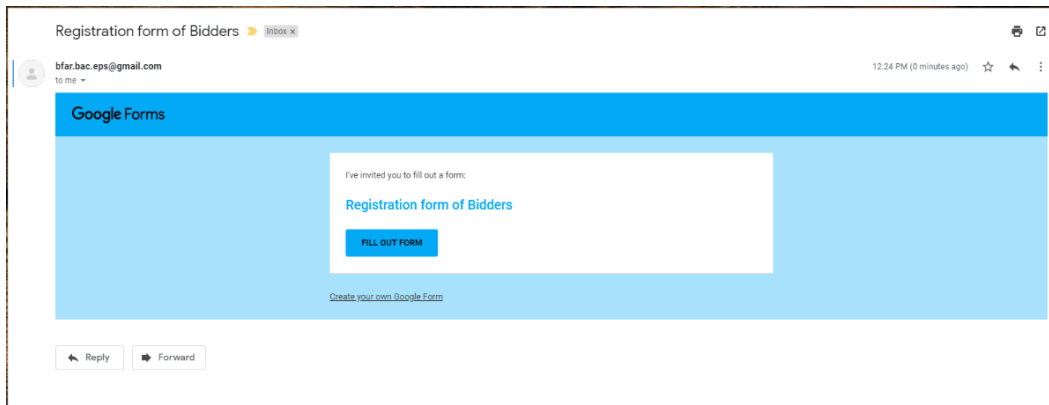 Registration form of Bidders
Inbox x
bfar.bac.eps@gmail.com
12:24 PM (0 minutes ago)
to me
Google Forms
I've invited you to fill out a form:
Registration form of Bidders
FILL OUT FORM
Create your own Google Form
Reply
Forward